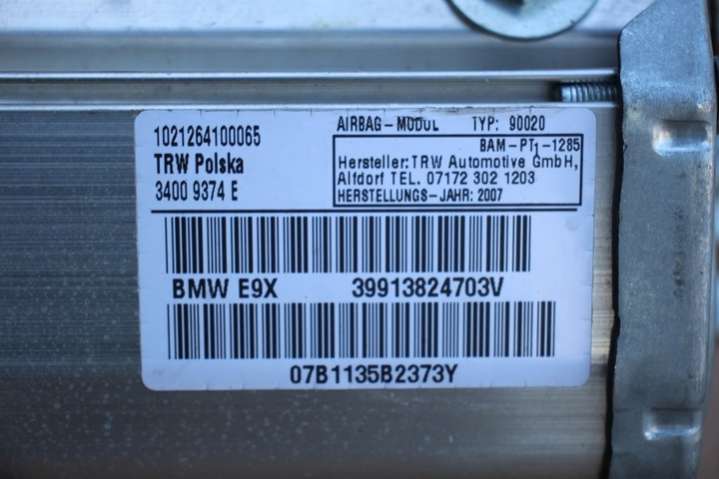 1021264100065
TRW Polska
3400 9374 E
AIRBAG-MODUL TYP: 90020
BAM-PT1-1285
Hersteller: TRW Automotive GmbH,
Alfdorf TEL. 07172 302 1203
HERSTELLUNGS-JAHR: 2007
BMW E9X 39913824703V
07B1135B2373Y